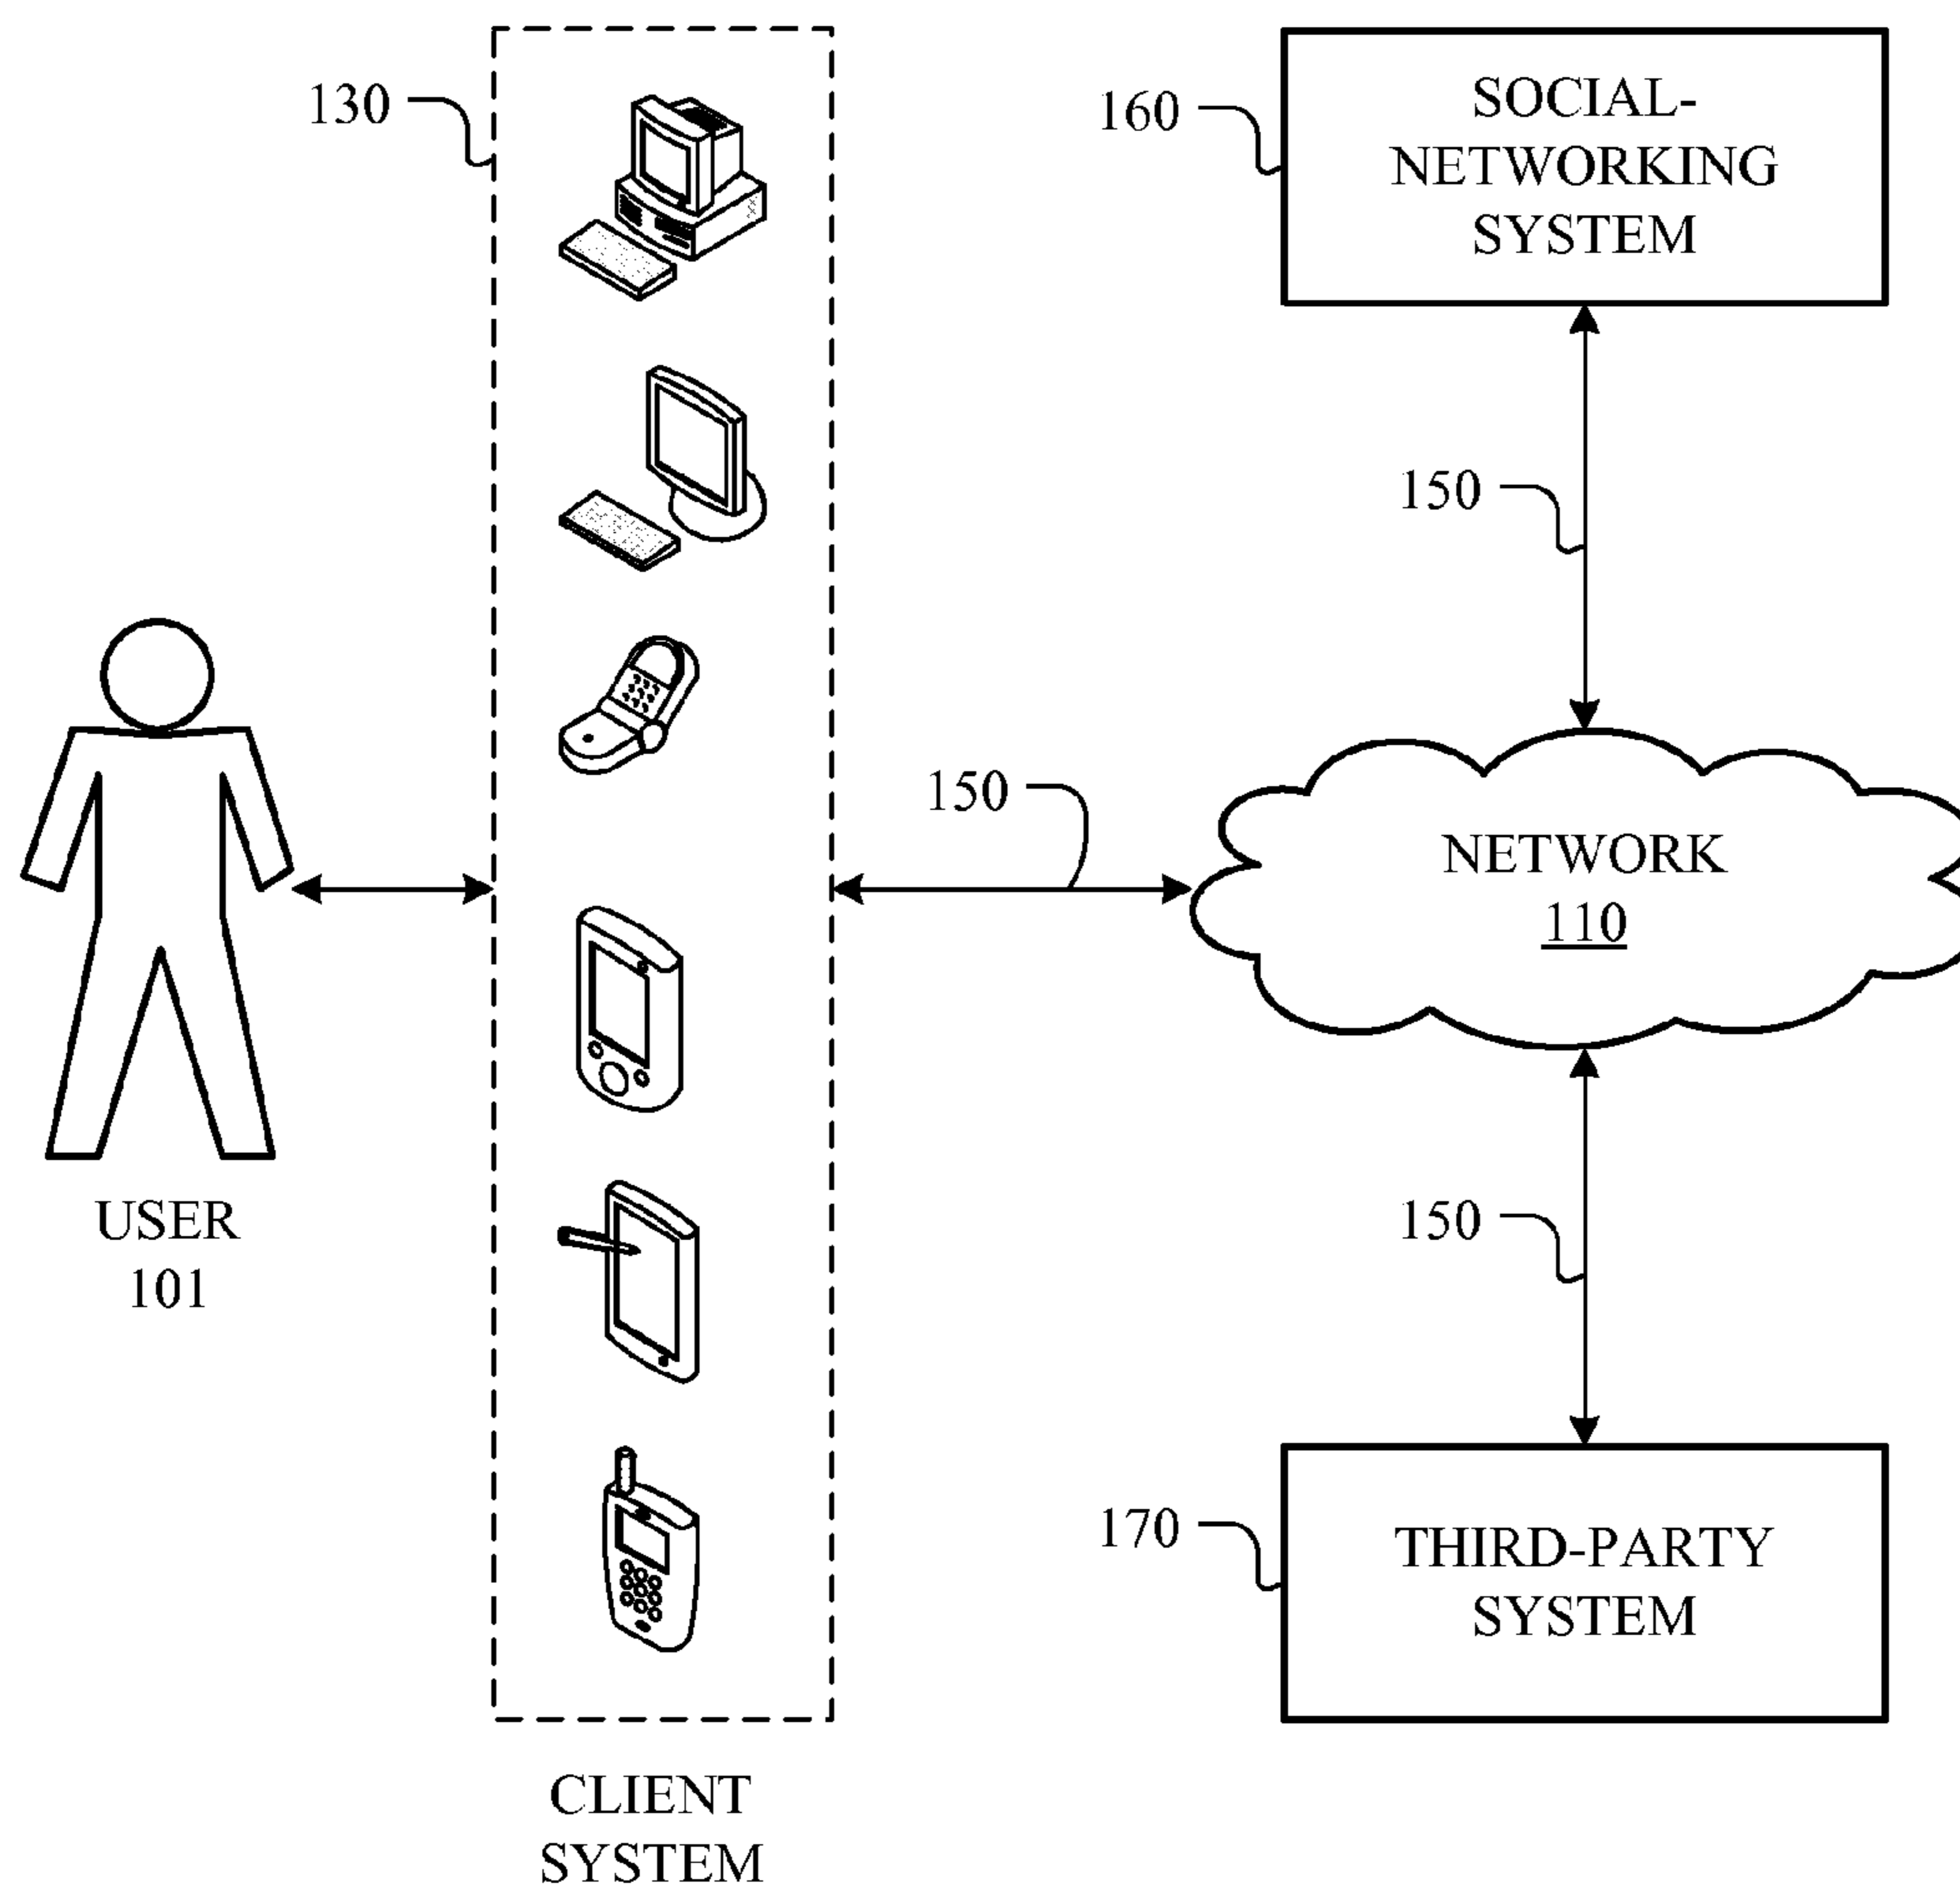 130
160
SOCIAL-
NETWORKING
SYSTEM
150
150
NETWORK
110
150
USER
101
170
THIRD-PARTY
SYSTEM
CLIENT
SYSTEM